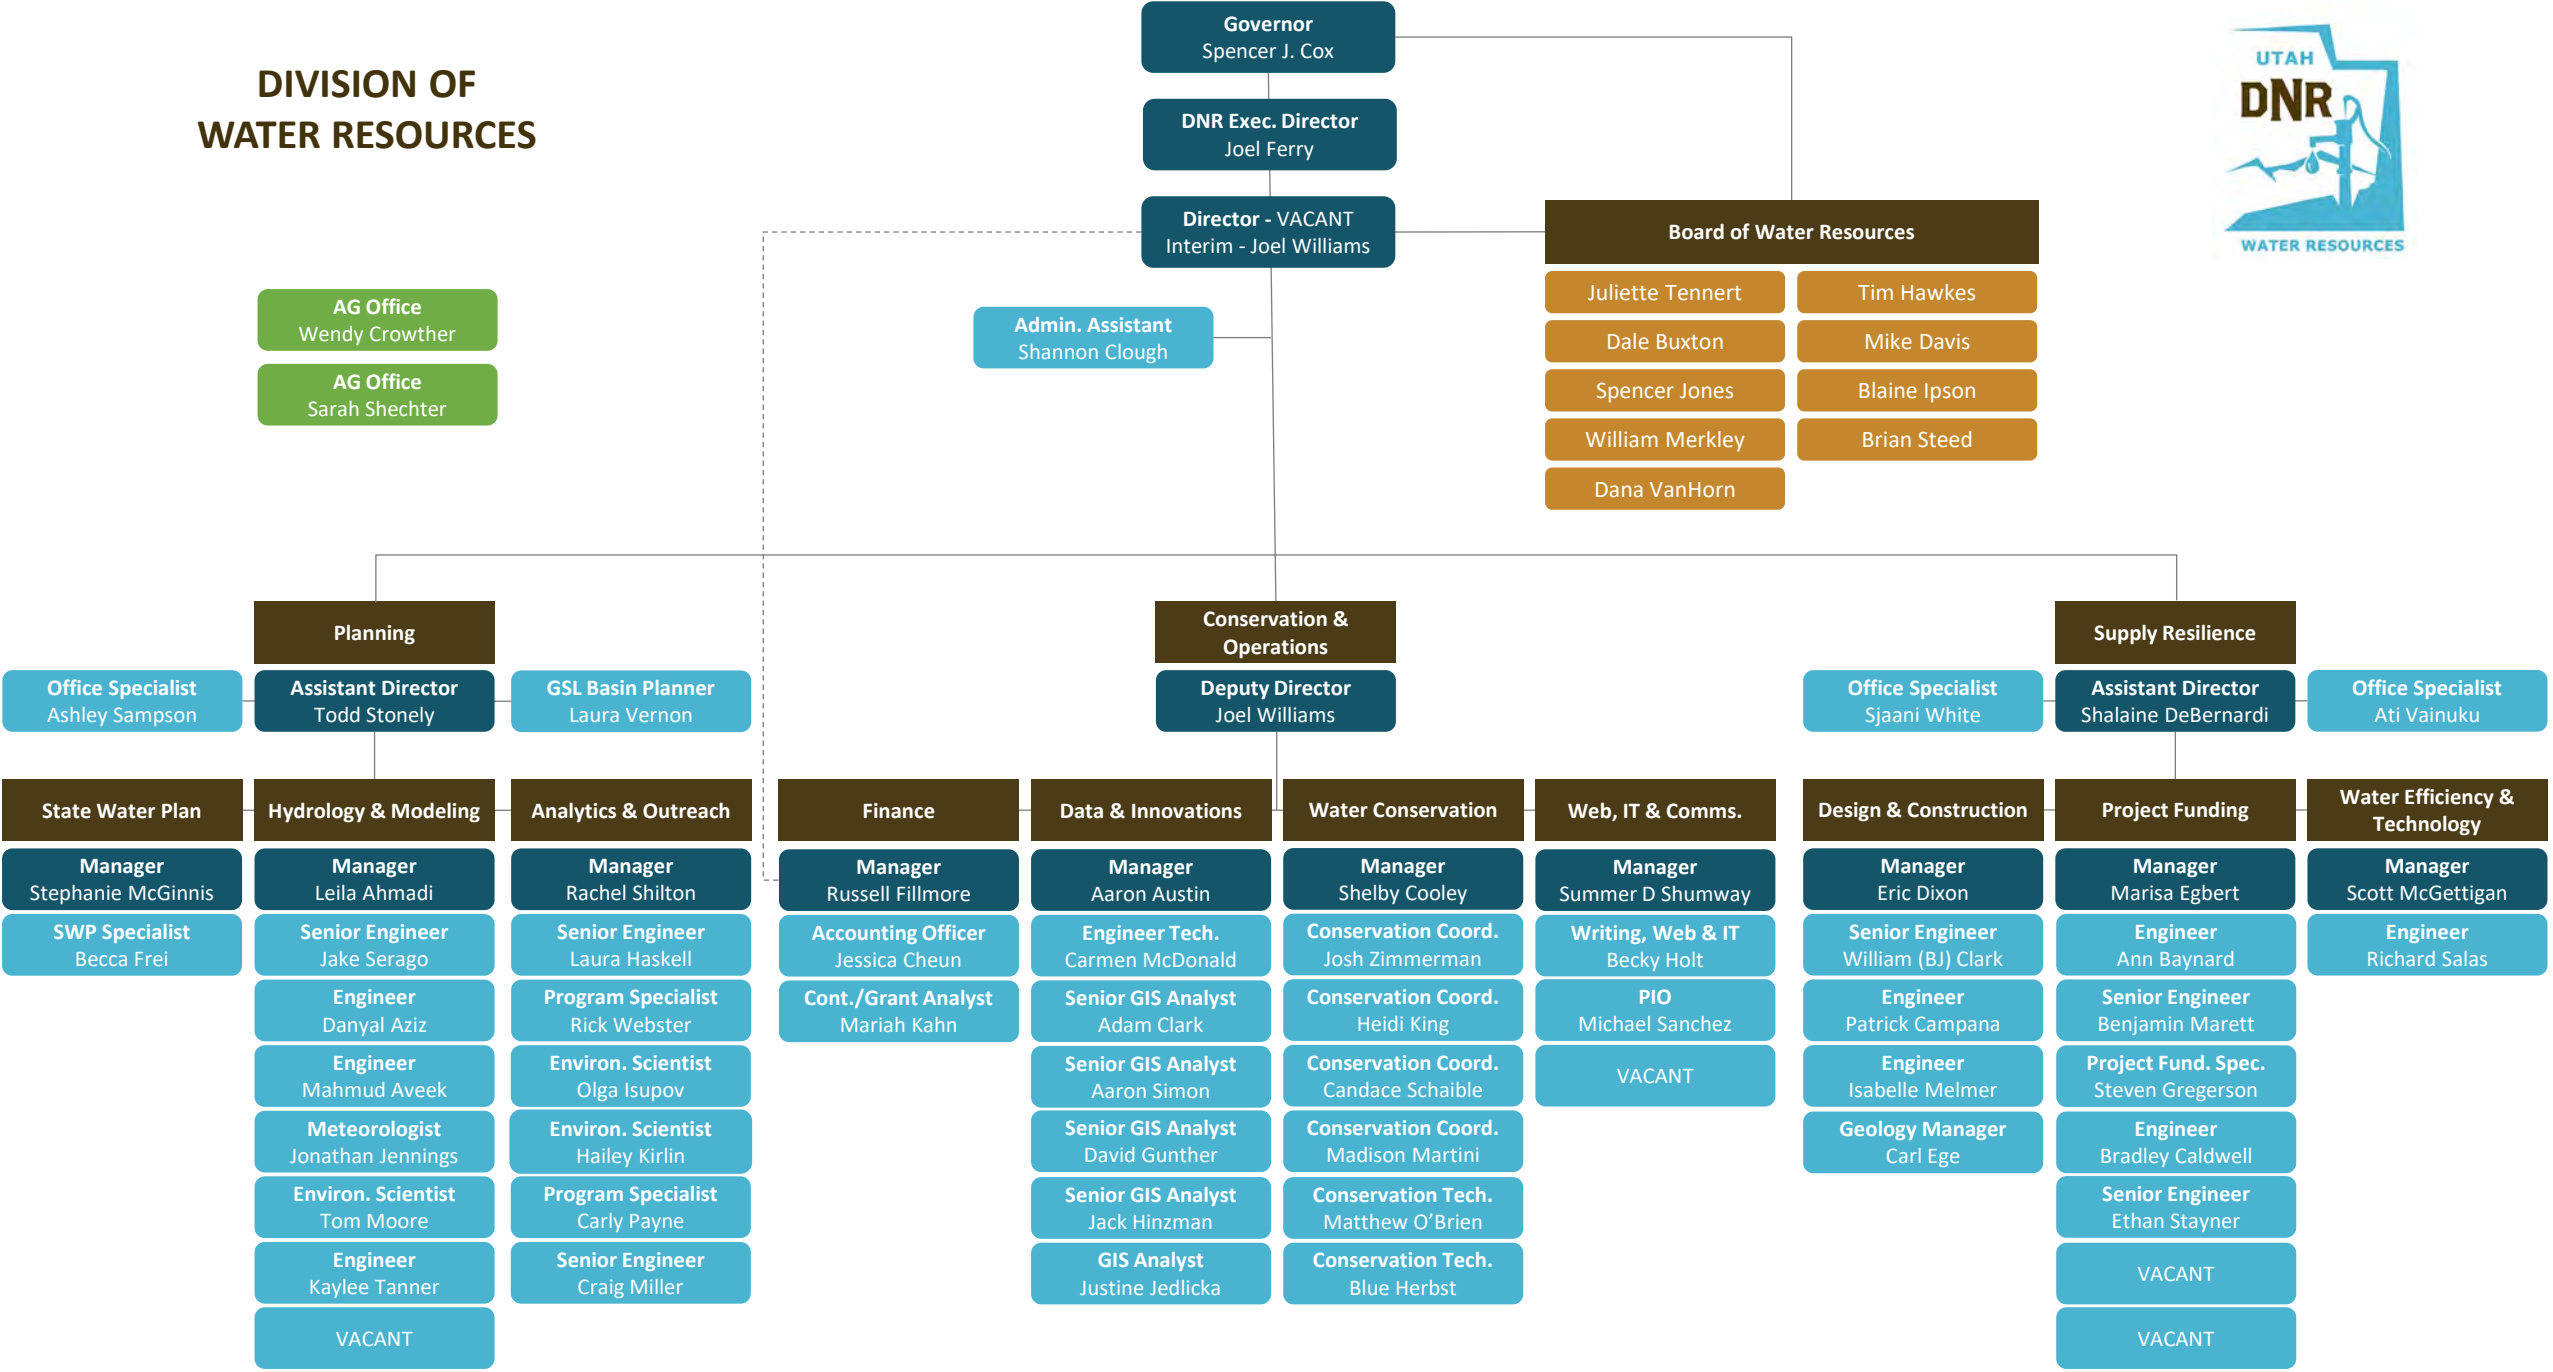 DIVISION OF
WATER RESOURCES
Governor
Spencer J. Cox
DNR Exec. Director
Joel Ferry
Director - VACANT
Interim - Joel Williams
UTAH
DNR
WATER RESOURCES
Board of Water Resources
Juliette Tennert
Tim Hawkes
Dale Buxton
Mike Davis
Spencer Jones
Blaine Ipson
William Merkley
Brian Steed
Dana VanHorn
AG Office
Wendy Crowther
AG Office
Sarah Shechter
Admin. Assistant
Shannon Clough
Planning
Office Specialist
Ashley Sampson
Assistant Director
Todd Stonely
GSL Basin Planner
Laura Vernon
State Water Plan
Manager
Stephanie McGinnis
SWP Specialist
Becca Frei
Hydrology & Modeling
Manager
Leila Ahmadi
Senior Engineer
Jake Serago
Engineer
Danyal Aziz
Engineer
Mahmud Aveek
Meteorologist
Jonathan Jennings
Environ. Scientist
Tom Moore
Engineer
Kaylee Tanner
VACANT
Analytics & Outreach
Manager
Rachel Shilton
Senior Engineer
Laura Haskell
Program Specialist
Rick Webster
Environ. Scientist
Olga Isupov
Environ. Scientist
Hailey Kirlin
Program Specialist
Carly Payne
Senior Engineer
Craig Miller
Conservation &
Operations
Deputy Director
Joel Williams
Finance
Manager
Russell Fillmore
Accounting Officer
Jessica Cheun
Cont./Grant Analyst
Mariah Kahn
Data & Innovations
Manager
Aaron Austin
Engineer Tech.
Carmen McDonald
Senior GIS Analyst
Adam Clark
Senior GIS Analyst
Aaron Simon
Senior GIS Analyst
David Gunther
Senior GIS Analyst
Jack Hinzman
GIS Analyst
Justine Jedlicka
Water Conservation
Manager
Shelby Cooley
Conservation Coord.
Josh Zimmerman
Conservation Coord.
Heidi King
Conservation Coord.
Candace Schaible
Conservation Coord.
Madison Martini
Conservation Tech.
Matthew O’Brien
Conservation Tech.
Blue Herbst
Web, IT & Comms.
Manager
Summer D Shumway
Writing, Web & IT
Becky Holt
PIO
Michael Sanchez
VACANT
Supply Resilience
Office Specialist
Sjaani White
Assistant Director
Shalaine DeBernardi
Office Specialist
Ati Vainuku
Design & Construction
Manager
Eric Dixon
Senior Engineer
William (BJ) Clark
Engineer
Patrick Campana
Engineer
Isabelle Melmer
Geology Manager
Carl Ege
Project Funding
Manager
Marisa Egbert
Engineer
Ann Baynard
Senior Engineer
Benjamin Marett
Project Fund. Spec.
Steven Gregerson
Engineer
Bradley Caldwell
Senior Engineer
Ethan Stayner
VACANT
VACANT
Water Efficiency &
Technology
Manager
Scott McGettigan
Engineer
Richard Salas